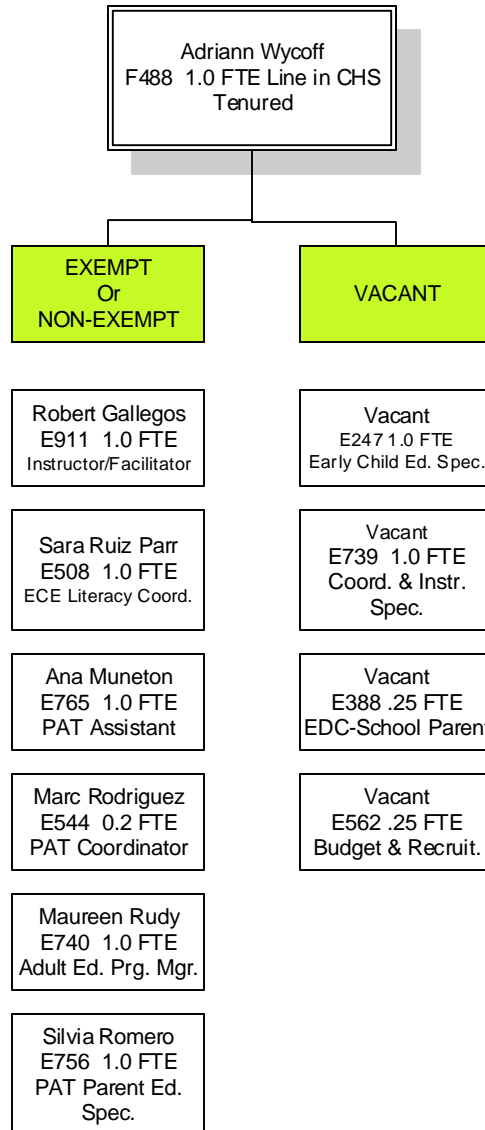 Adriann Wycoff
F488 1.0 FTE Line in CHS
Tenured
EXEMPT
Or
NON-EXEMPT
Robert Gallegos
E911 1.0 FTE
Instructor/Facilitator
Sara Ruiz Parr
E508 1.0 FTE
ECE Literacy Coord.
Ana Muneton
E765 1.0 FTE
PAT Assistant
Marc Rodriguez
E544 0.2 FTE
PAT Coordinator
Maureen Rudy
E740 1.0 FTE
Adult Ed. Prg. Mgr.
Silvia Romero
E756 1.0 FTE
PAT Parent Ed.
Spec.
VACANT
Vacant
E247 1.0 FTE
Early Child Ed. Spec.
Vacant
E739 1.0 FTE
Coord. & Instr.
Spec.
Vacant
E388 .25 FTE
EDC-School Parent
Vacant
E562 .25 FTE
Budget & Recruit.